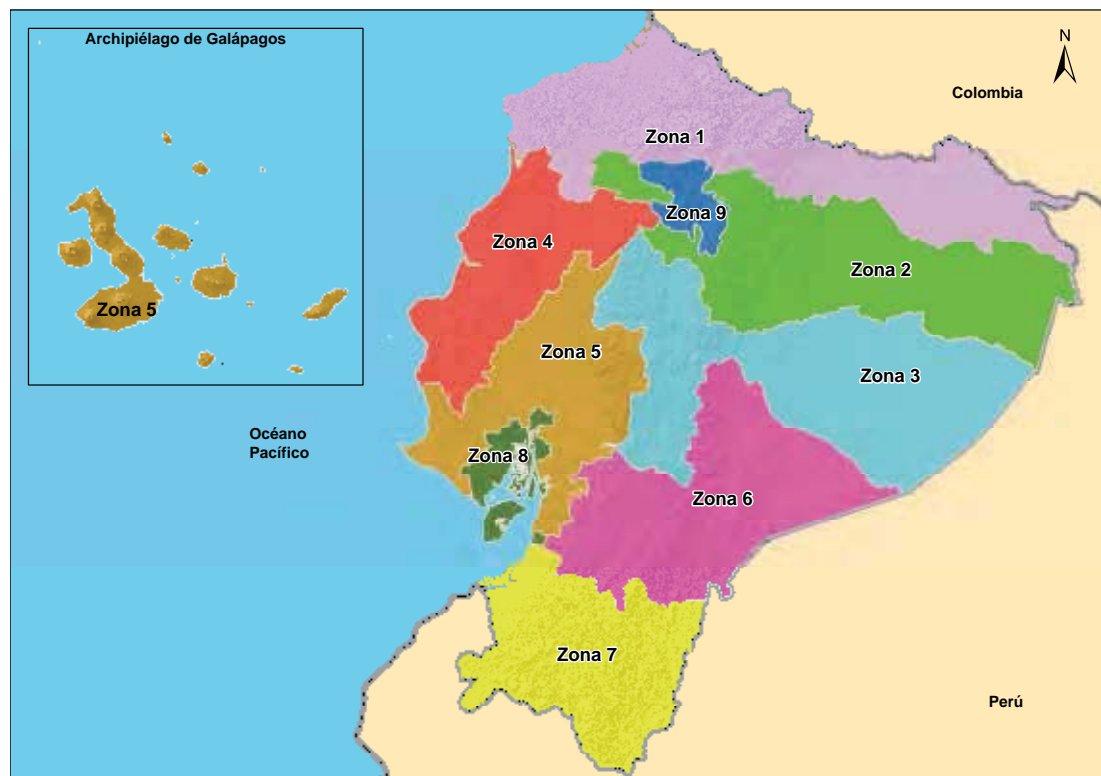 Archipiélago de Galápagos
N
Colombia
Zona 1
Zona 9
Zona 4
Zona 2
Zona 5
Zona 5
Zona 3
Océano
Pacífico
Zona 8
Zona 6
Zona 7
Perú